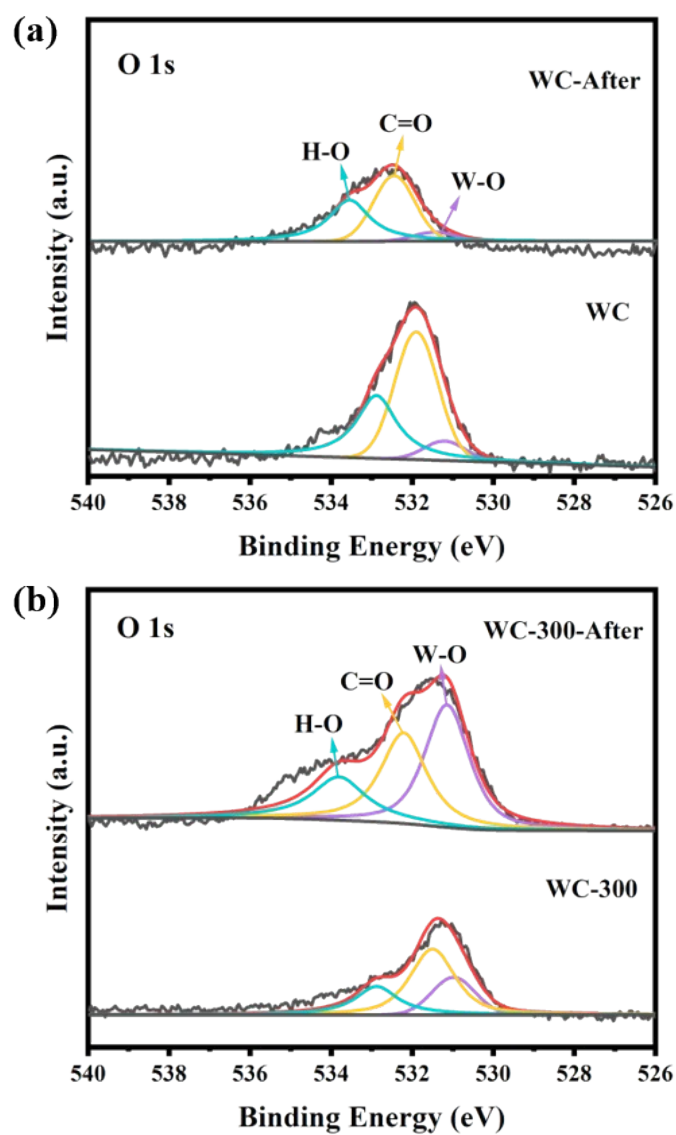 (a)
O 1s
WC-After
C=O
H-O
W-O
WC
Intensity (a.u.)
540 538 536 534 532 530 528 526
Binding Energy (eV)
(b)
O 1s
WC-300-After
W-O
C=O
H-O
WC-300
Intensity (a.u.)
540 538 536 534 532 530 528 526
Binding Energy (eV)